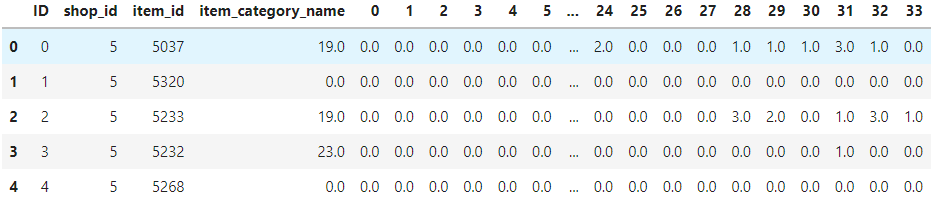 ID shop_id item_id item_category_name 0 1 2 3 4 5 ... 24 25 26 27 28 29 30 31 32 33
0 0 5 5037 19.0 0.0 0.0 0.0 0.0 0.0 0.0 ... 2.0 0.0 0.0 0.0 1.0 1.0 1.0 3.0 1.0 0.0
1 1 5 5320 0.0 0.0 0.0 0.0 0.0 0.0 0.0 ... 0.0 0.0 0.0 0.0 0.0 0.0 0.0 0.0 0.0 0.0
2 2 5 5233 19.0 0.0 0.0 0.0 0.0 0.0 0.0 ... 0.0 0.0 0.0 0.0 3.0 2.0 0.0 1.0 3.0 1.0
3 3 5 5232 23.0 0.0 0.0 0.0 0.0 0.0 0.0 ... 0.0 0.0 0.0 0.0 0.0 0.0 0.0 1.0 0.0 0.0
4 4 5 5268 0.0 0.0 0.0 0.0 0.0 0.0 0.0 ... 0.0 0.0 0.0 0.0 0.0 0.0 0.0 0.0 0.0 0.0